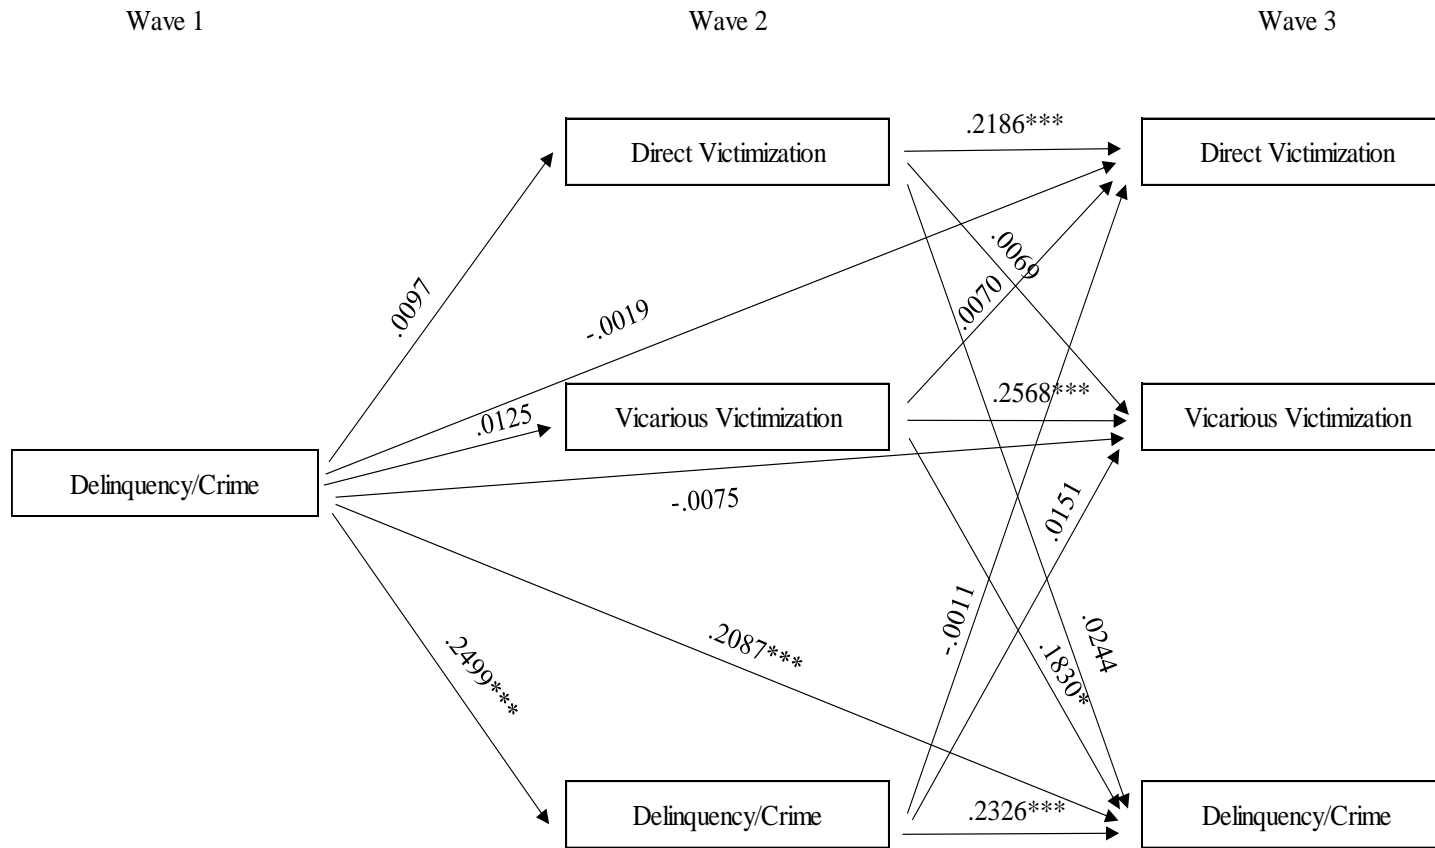 Wave 1
Wave 2
Wave 3
Direct Victimization
.2186***
Direct Victimization
.0069
.0070
.0097
-.0019
.0125
Vicarious Victimization
.2568***
Vicarious Victimization
Delinquency/Crime
-.0075
.0151
-.0011
.0244
.1830*
.2087***
.2499***
Delinquency/Crime
.2326***
Delinquency/Crime